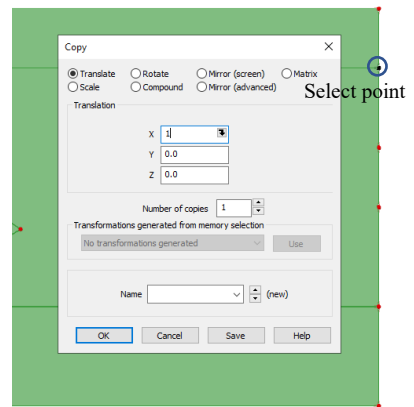 Copy
Translate Rotate Mirror (screen) Matrix
Scale Compound Mirror (advanced)
Select point
Translation
X 1
Y 0.0
Z 0.0
Number of copies 1
Transformations generated from memory selection
No transformations generated Use
Name (new)
OK Cancel Save Help